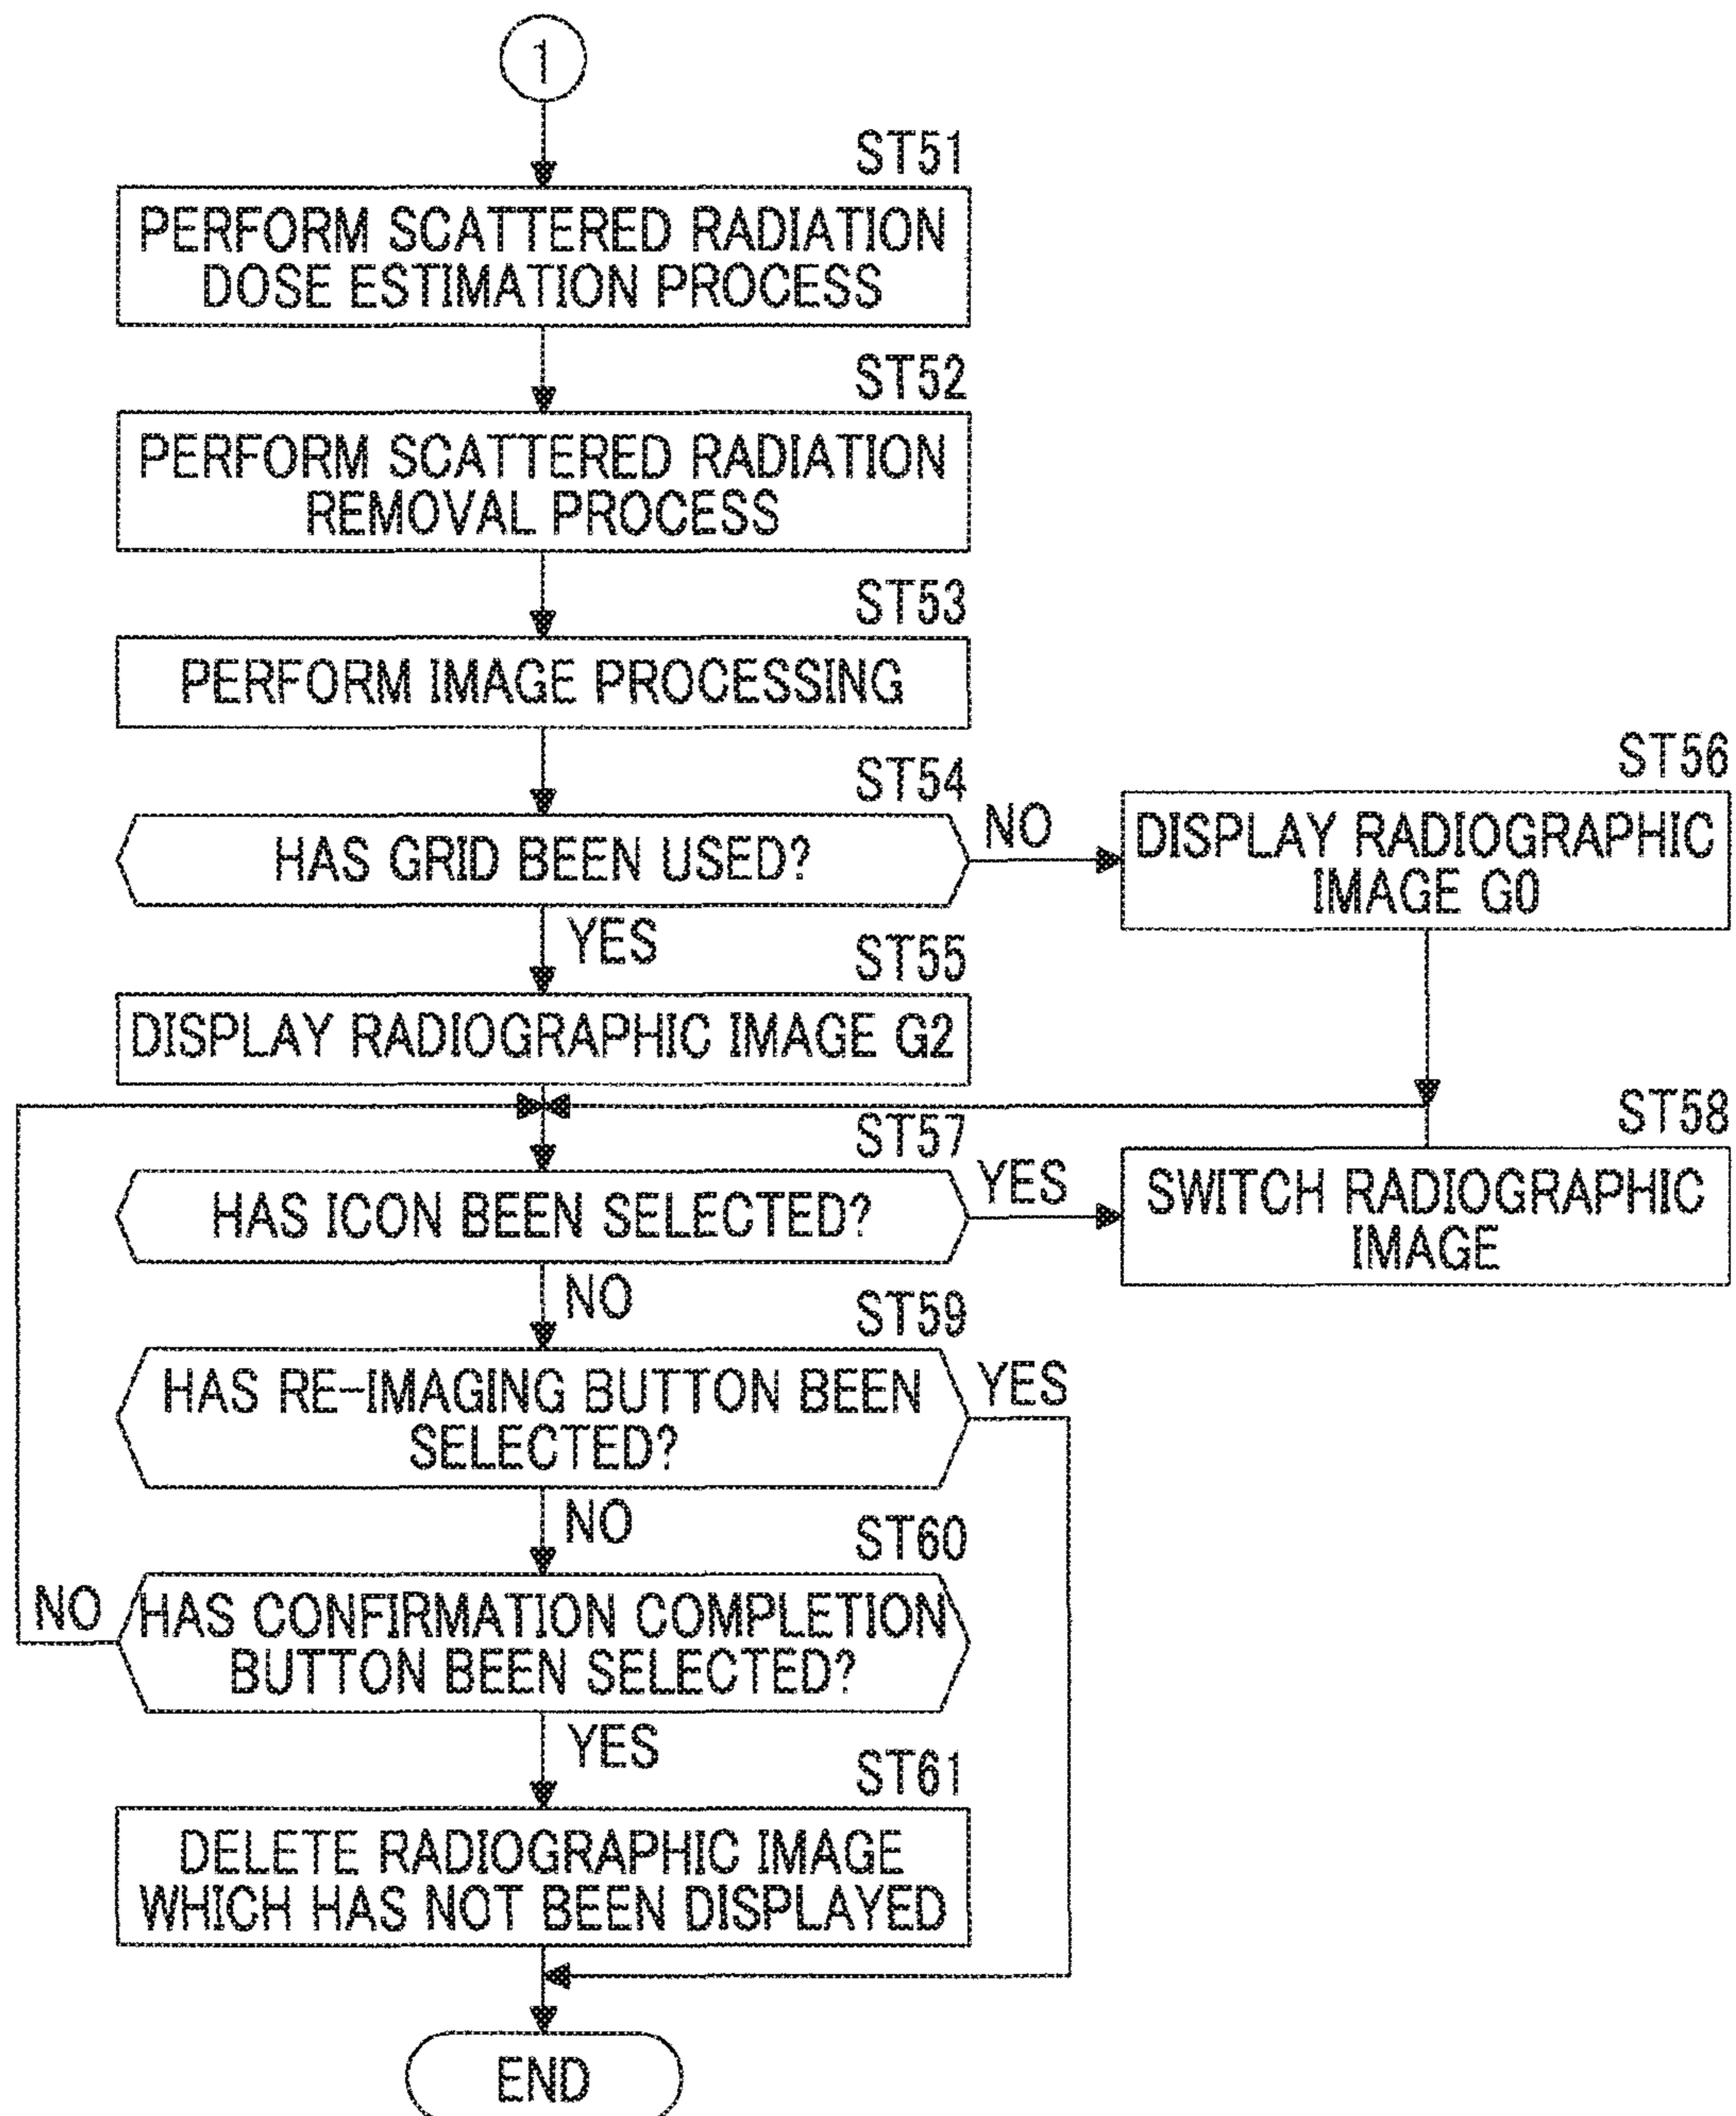 1
ST51
PERFORM SCATTERED RADIATION
DOSE ESTIMATION PROCESS
ST52
PERFORM SCATTERED RADIATION
REMOVAL PROCESS
ST53
PERFORM IMAGE PROCESSING
ST54
HAS GRID BEEN USED?
NO
ST56
DISPLAY RADIOGRAPHIC
IMAGE G0
YES
ST55
DISPLAY RADIOGRAPHIC IMAGE G2
ST57
HAS ICON BEEN SELECTED?
YES
ST58
SWITCH RADIOGRAPHIC
IMAGE
NO
ST59
HAS RE-IMAGING BUTTON BEEN
SELECTED?
YES
NO
ST60
HAS CONFIRMATION COMPLETION
BUTTON BEEN SELECTED?
NO
YES
ST61
DELETE RADIOGRAPHIC IMAGE
WHICH HAS NOT BEEN DISPLAYED
END